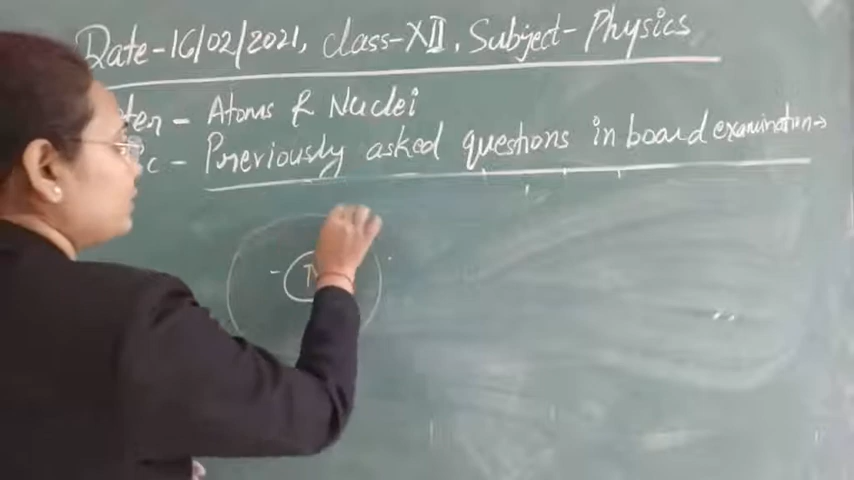 Date-16/02/2021, class-XII, Subject- Physics
- Atoms & Nuclei
- Previously asked questions in board examination→
-